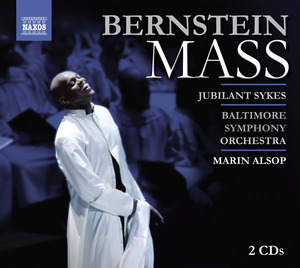 NAXOS
BERNSTEIN
MASS
JUBILANT SYKES
BALTIMORE
SYMPHONY
ORCHESTRA
MARIN ALSOP
2 CDs